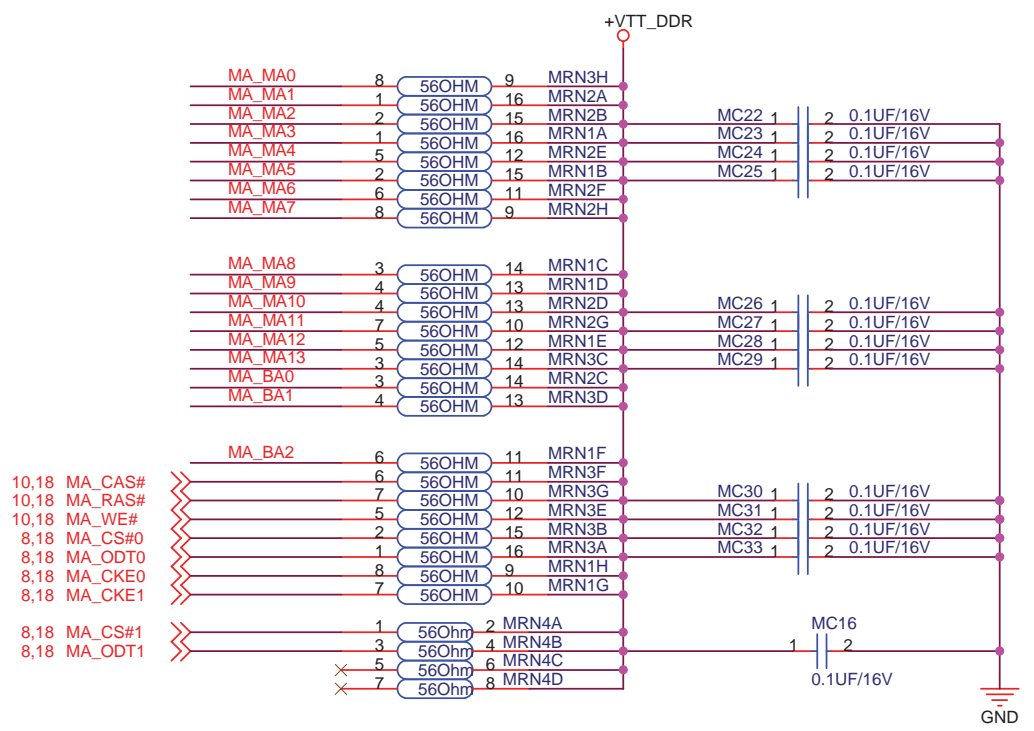 +VTT_DDR
MA_MA0 8 56OHM 9 MRN3H
MA_MA1 1 56OHM 16 MRN2A
MA_MA2 2 56OHM 15 MRN2B MC22 1 2 0.1UF/16V
MA_MA3 1 56OHM 16 MRN1A MC23 1 2 0.1UF/16V
MA_MA4 5 56OHM 12 MRN2E MC24 1 2 0.1UF/16V
MA_MA5 2 56OHM 15 MRN1B MC25 1 2 0.1UF/16V
MA_MA6 6 56OHM 11 MRN2F
MA_MA7 8 56OHM 9 MRN2H
MA_MA8 3 56OHM 14 MRN1C
MA_MA9 4 56OHM 13 MRN1D
MA_MA10 4 56OHM 13 MRN2D MC26 1 2 0.1UF/16V
MA_MA11 7 56OHM 10 MRN2G MC27 1 2 0.1UF/16V
MA_MA12 5 56OHM 12 MRN1E MC28 1 2 0.1UF/16V
MA_MA13 3 56OHM 14 MRN3C MC29 1 2 0.1UF/16V
MA_BA0 3 56OHM 14 MRN2C
MA_BA1 4 56OHM 13 MRN3D
MA_BA2 6 56OHM 11 MRN1F
10,18 MA_CAS# 6 56OHM 11 MRN3F
10,18 MA_RAS# 7 56OHM 10 MRN3G MC30 1 2 0.1UF/16V
10,18 MA_WE# 5 56OHM 12 MRN3E MC31 1 2 0.1UF/16V
8,18 MA_CS#0 2 56OHM 15 MRN3B MC32 1 2 0.1UF/16V
8,18 MA_ODT0 1 56OHM 16 MRN3A MC33 1 2 0.1UF/16V
8,18 MA_CKE0 8 56OHM 9 MRN1H
8,18 MA_CKE1 7 56OHM 10 MRN1G
8,18 MA_CS#1 1 56Ohm 2 MRN4A MC16
8,18 MA_ODT1 3 56Ohm 4 MRN4B 1 2
5 56Ohm 6 MRN4C
7 56Ohm 8 MRN4D 0.1UF/16V
GND